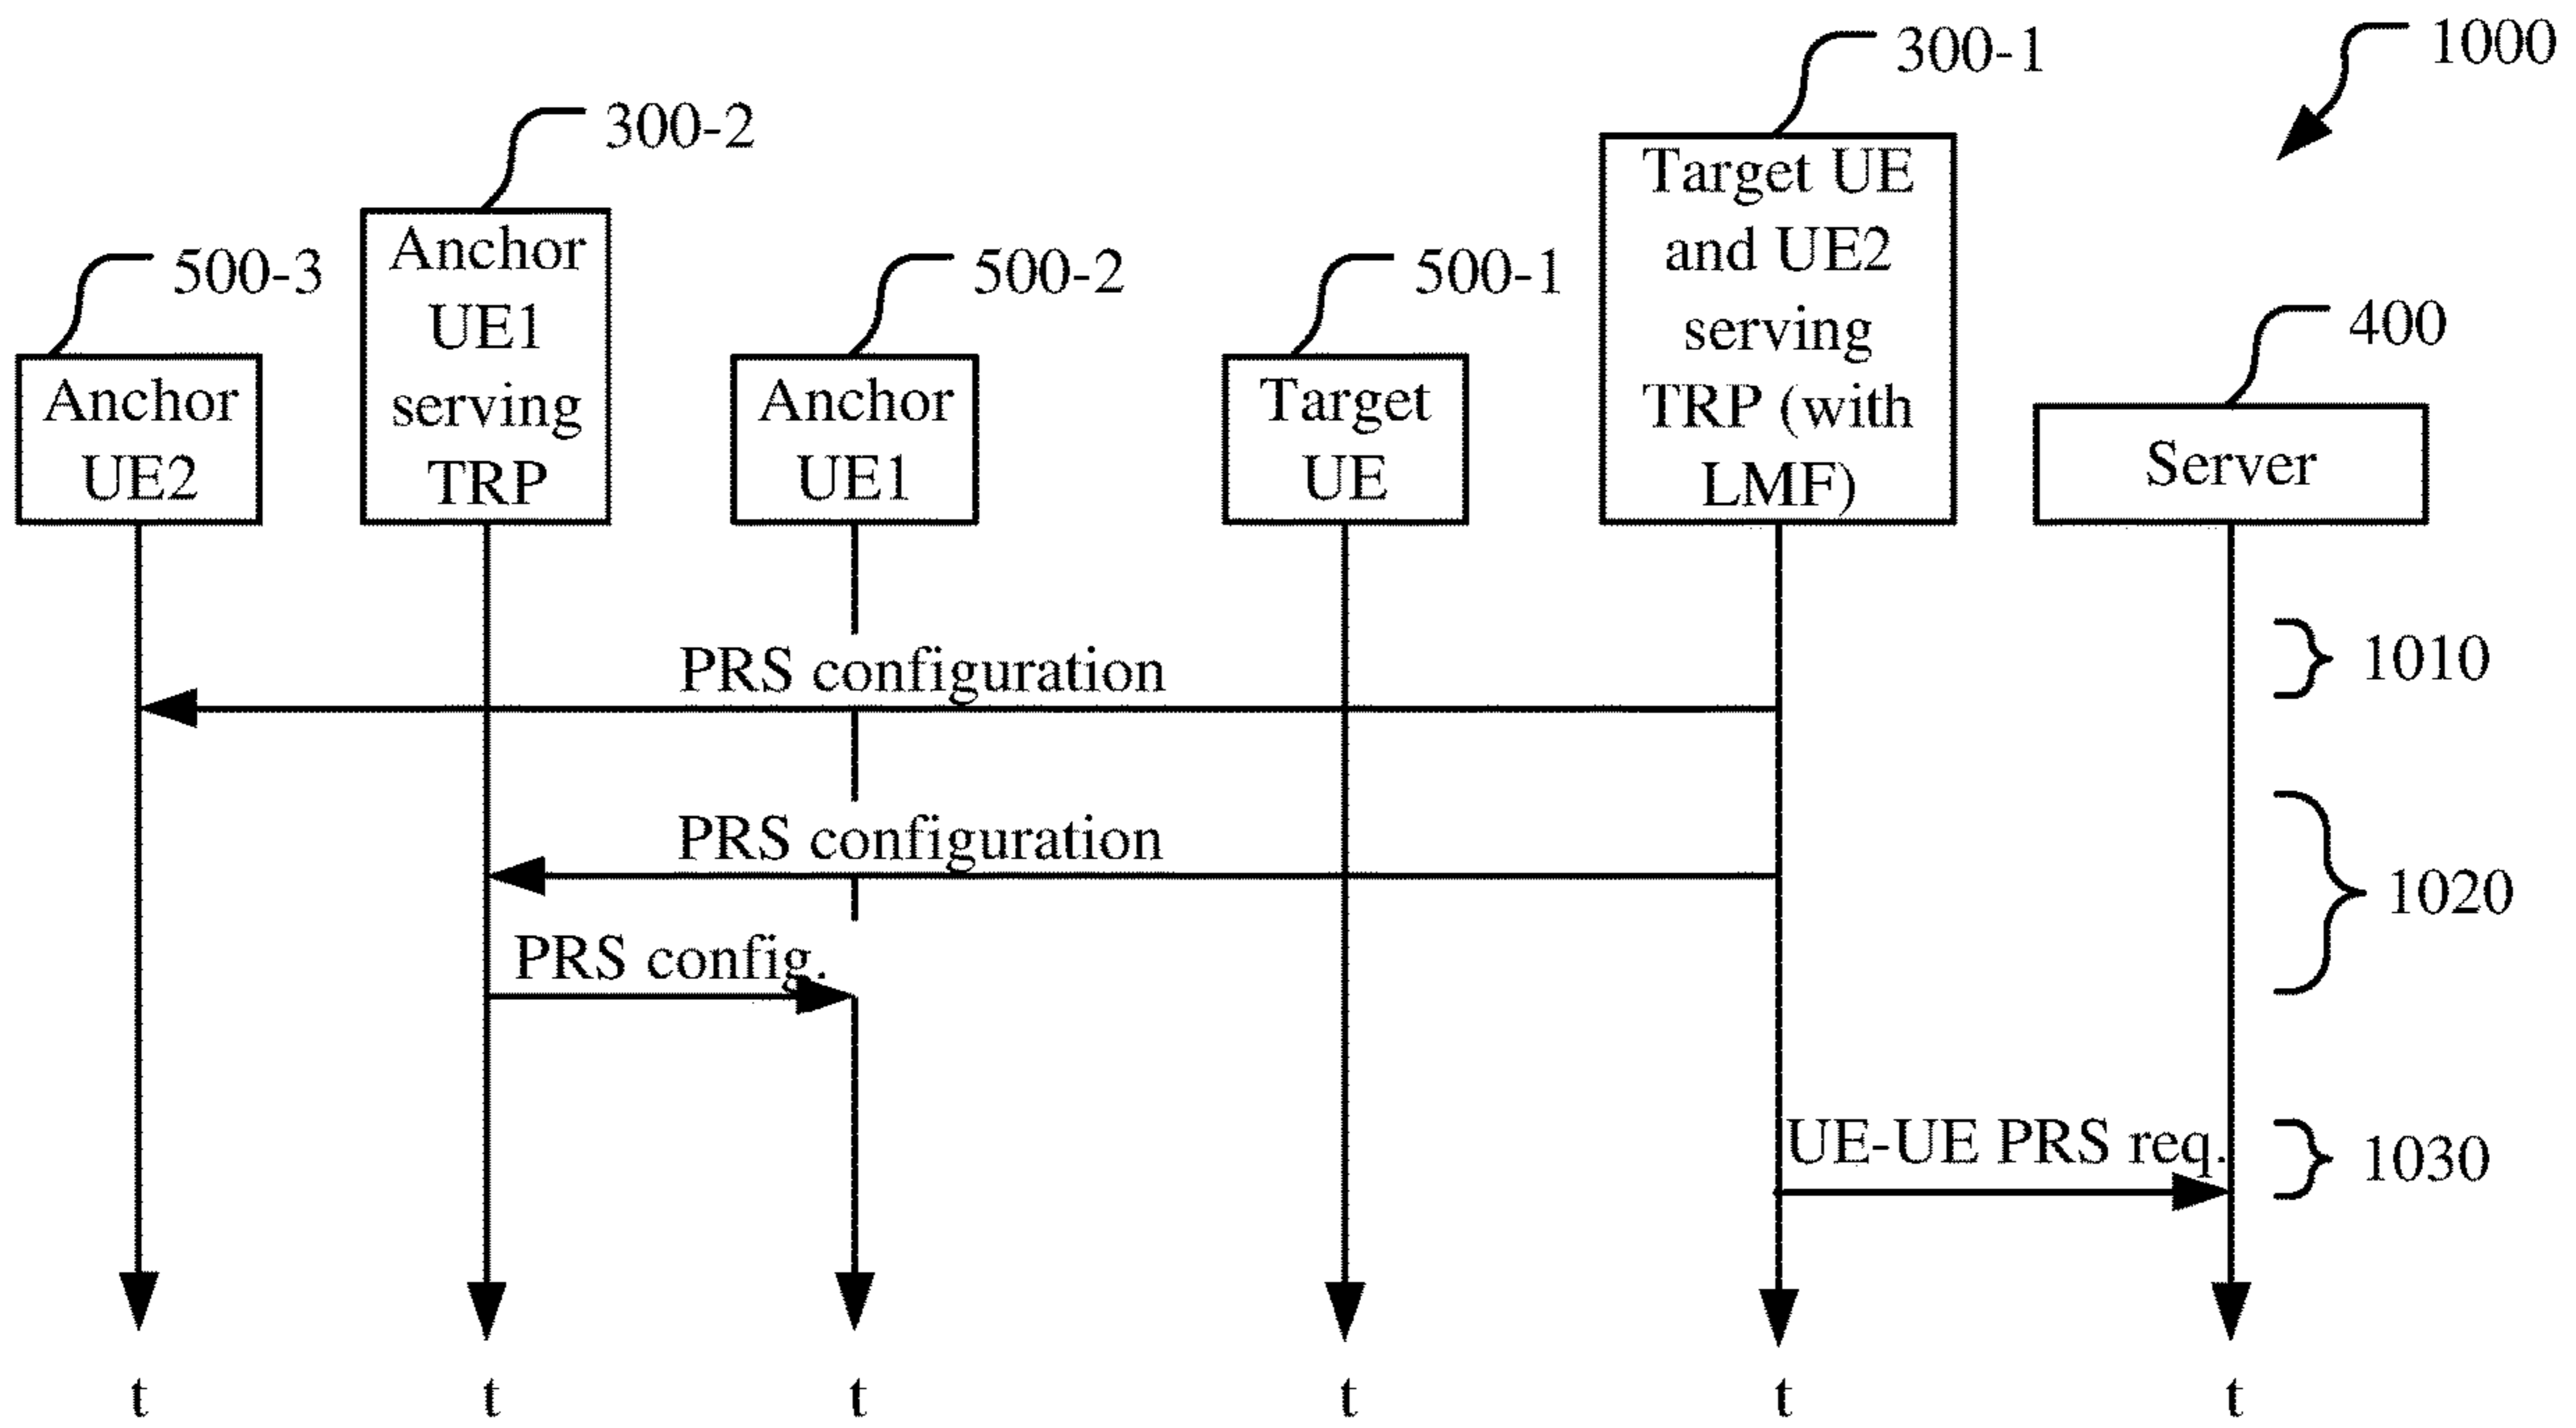 1000
300-1
300-2
500-3
500-2
500-1
400
Anchor
UE2
Anchor
UE1
serving
TRP
Anchor
UE1
Target
UE
Target UE
and UE2
serving
TRP (with
LMF)
Server
PRS configuration
1010
PRS configuration
1020
PRS config.
UE-UE PRS req.
1030
t
t
t
t
t
t